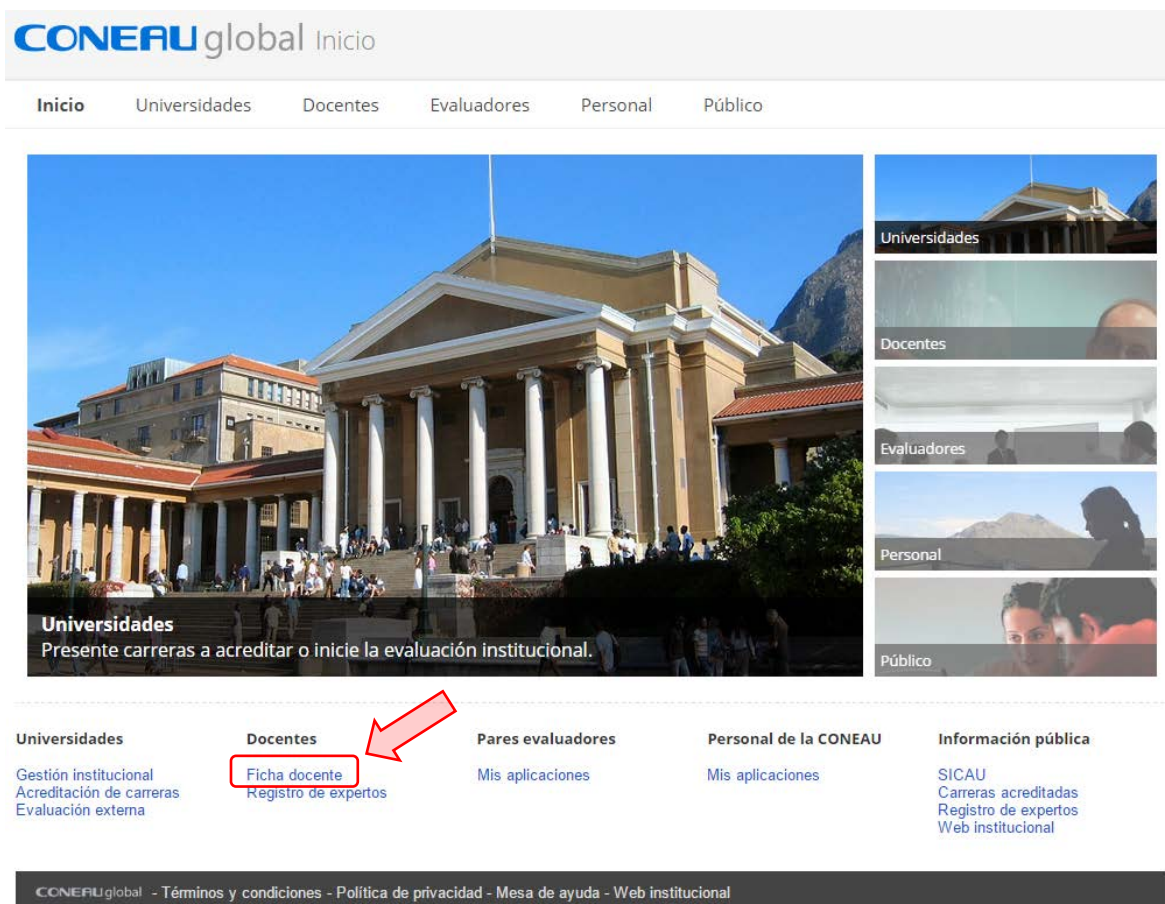 CONEAU global Inicio
Inicio Universidades Docentes Evaluadores Personal Público
Universidades
Presente carreras a acreditar o inicie la evaluación institucional.
Universidades
Docentes
Evaluadores
Personal
Público
Universidades
Gestión institucional
Acreditación de carreras
Evaluación externa
Docentes
Ficha docente
Registro de expertos
Pares evaluadores
Mis aplicaciones
Personal de la CONEAU
Mis aplicaciones
Información pública
SICAU
Carreras acreditadas
Registro de expertos
Web institucional
CONEAU global - Términos y condiciones - Política de privacidad - Mesa de ayuda - Web institucional